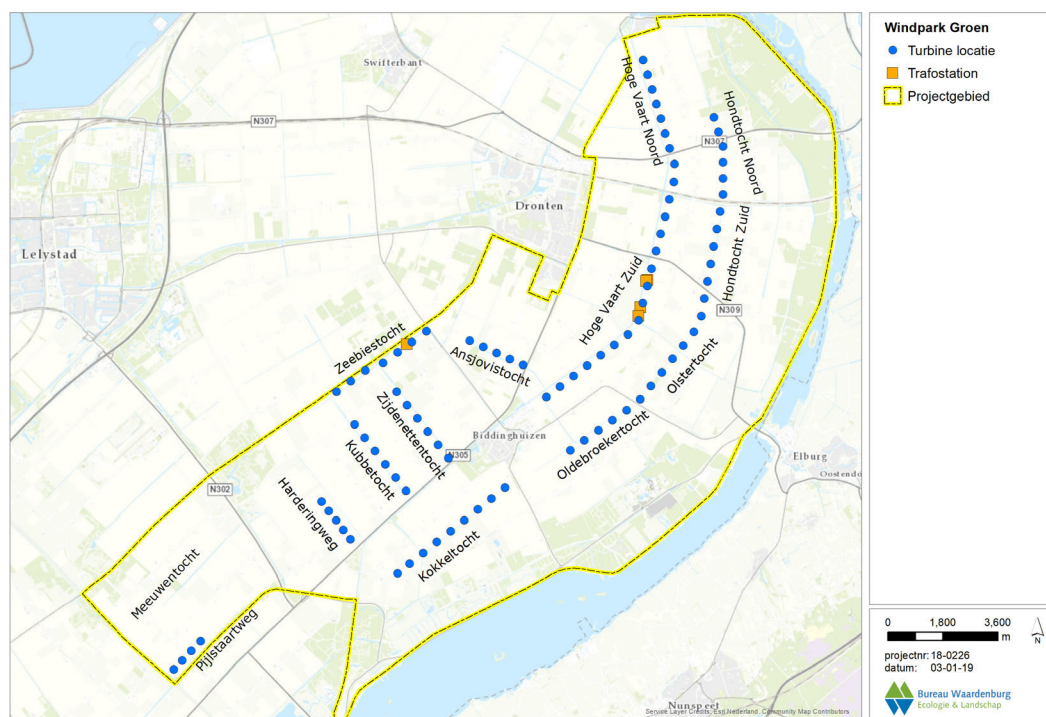 Swifterbant
N307
N307
Dronten
Lelystad
Hoge Vaart Noord
Hondtocht Noord
Hondtocht Zuid
Hoge Vaart Zuid
N309
Zeebiestocht
Ansjovistocht
Olstertocht
Zijdenettentocht
Kubbetocht
Biddinghuizen
N305
Oldebroekertocht
Elburg
Oostendo
N302
Harderingweg
Kokkeltocht
Meeuwentocht
Pijlstaartweg
Nunspeet
Service Layer Credits: Esri Nederland, Community Map Contributors
Windpark Groen
Turbine locatie
Trafostation
Projectgebied
0 1,800 3,600
m
N
projectnr: 18-0226
datum: 03-01-19
Bureau Waardenburg
Ecologie & Landschap